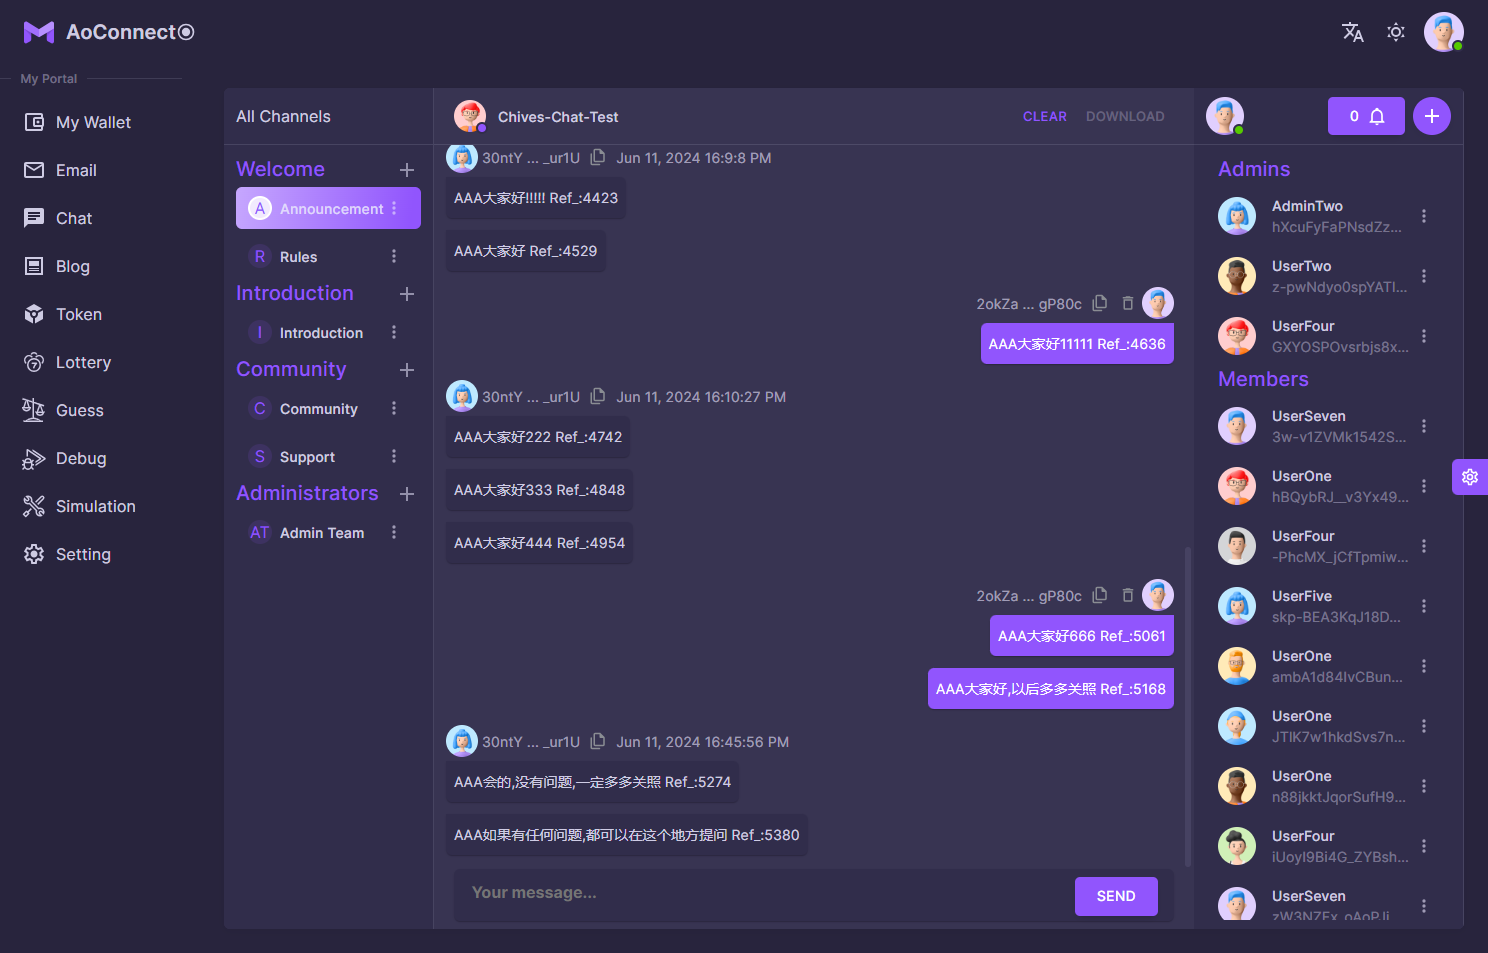 AoConnect
My Portal
My Wallet
Email
Chat
Blog
Token
Lottery
Guess
Debug
Simulation
Setting
All Channels
Welcome
A Announcement
R Rules
Introduction
I Introduction
Community
C Community
S Support
Administrators
AT Admin Team
Chives-Chat-Test
CLEAR DOWNLOAD
30ntY ... _ur1U Jun 11, 2024 16:9:8 PM
AAA大家好!!!!! Ref_:4423
AAA大家好 Ref_:4529
2okZa ... gP80c
AAA大家好11111 Ref_:4636
30ntY ... _ur1U Jun 11, 2024 16:10:27 PM
AAA大家好222 Ref_:4742
AAA大家好333 Ref_:4848
AAA大家好444 Ref_:4954
2okZa ... gP80c
AAA大家好666 Ref_:5061
AAA大家好,以后多多关照 Ref_:5168
30ntY ... _ur1U Jun 11, 2024 16:45:56 PM
AAA会的,没有问题,一定多多关照 Ref_:5274
AAA如果有任何问题,都可以在这个地方提问 Ref_:5380
Your message...
SEND
0
Admins
AdminTwo
hXcuFyFaPNsdZz...
UserTwo
z-pwNdyo0spYATI...
UserFour
GXYOSPOvsrbjs8x...
Members
UserSeven
3w-v1ZVMk1542S...
UserOne
hBQybRJ__v3Yx49...
UserFour
-PhcMX_jCfTpmiw...
UserFive
skp-BEA3KqJ18D...
UserOne
ambA1d84IvCBun...
UserOne
JTIK7w1hkdSvs7n...
UserOne
n88jkktJqorSufH9...
UserFour
iUoyI9Bi4G_ZYBsh...
UserSeven